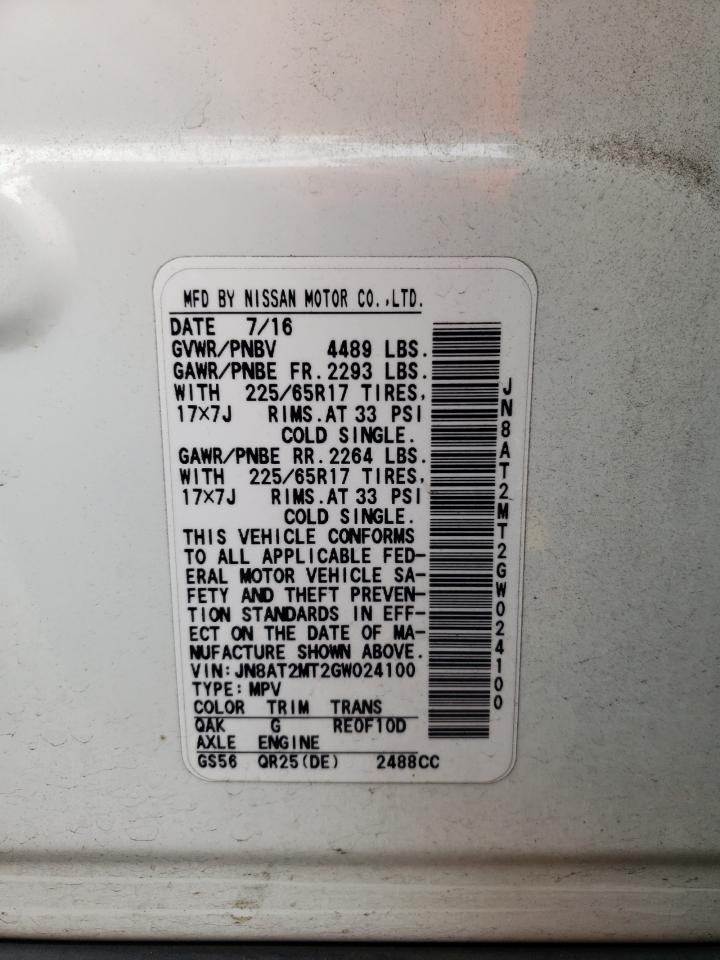 MFD BY NISSAN MOTOR CO.,LTD.
DATE 7/16
GVWR/PNBV 4489 LBS.
GAWR/PNBE FR. 2293 LBS.
WITH 225/65R17 TIRES,
17×7J RIMS. AT 33 PSI
COLD SINGLE.
GAWR/PNBE RR. 2264 LBS.
WITH 225/65R17 TIRES,
17×7J RIMS. AT 33 PSI
COLD SINGLE.
THIS VEHICLE CONFORMS
TO ALL APPLICABLE FED-
ERAL MOTOR VEHICLE SA-
FETY AND THEFT PREVEN-
TION STANDARDS IN EFF-
ECT ON THE DATE OF MA-
NUFACTURE SHOWN ABOVE.
VIN: JN8AT2MT2GW024100
TYPE: MPV
COLOR TRIM TRANS
QAK G RE0F10D
AXLE ENGINE
GS56 QR25(DE) 2488CC
JN8AT2MT2GW024100